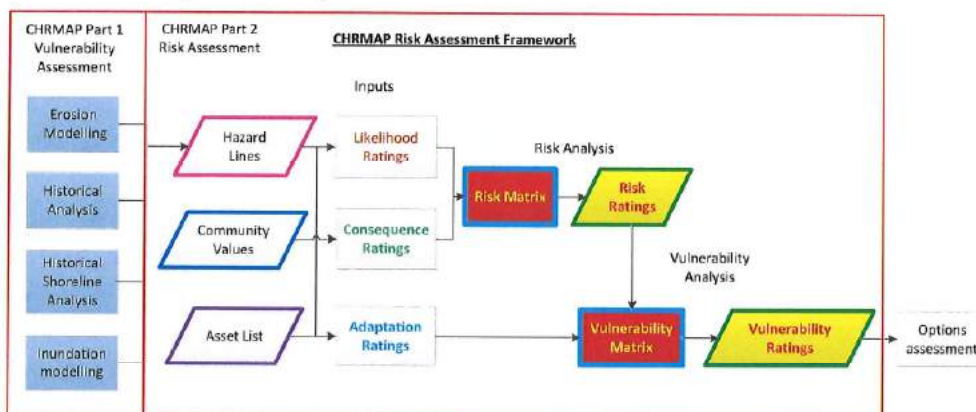 CHRMAP Part 1
Vulnerability
Assessment
Erosion
Modelling
Historical
Analysis
Historical
Shoreline
Analysis
Inundation
modelling
CHRMAP Part 2
Risk Assessment
CHRMAP Risk Assessment Framework
Inputs
Hazard
Lines
Likelihood
Ratings
Risk Analysis
Risk Matrix
Risk
Ratings
Community
Values
Consequence
Ratings
Vulnerability
Analysis
Asset List
Adaptation
Ratings
Vulnerability
Matrix
Vulnerability
Ratings
Options
assessment